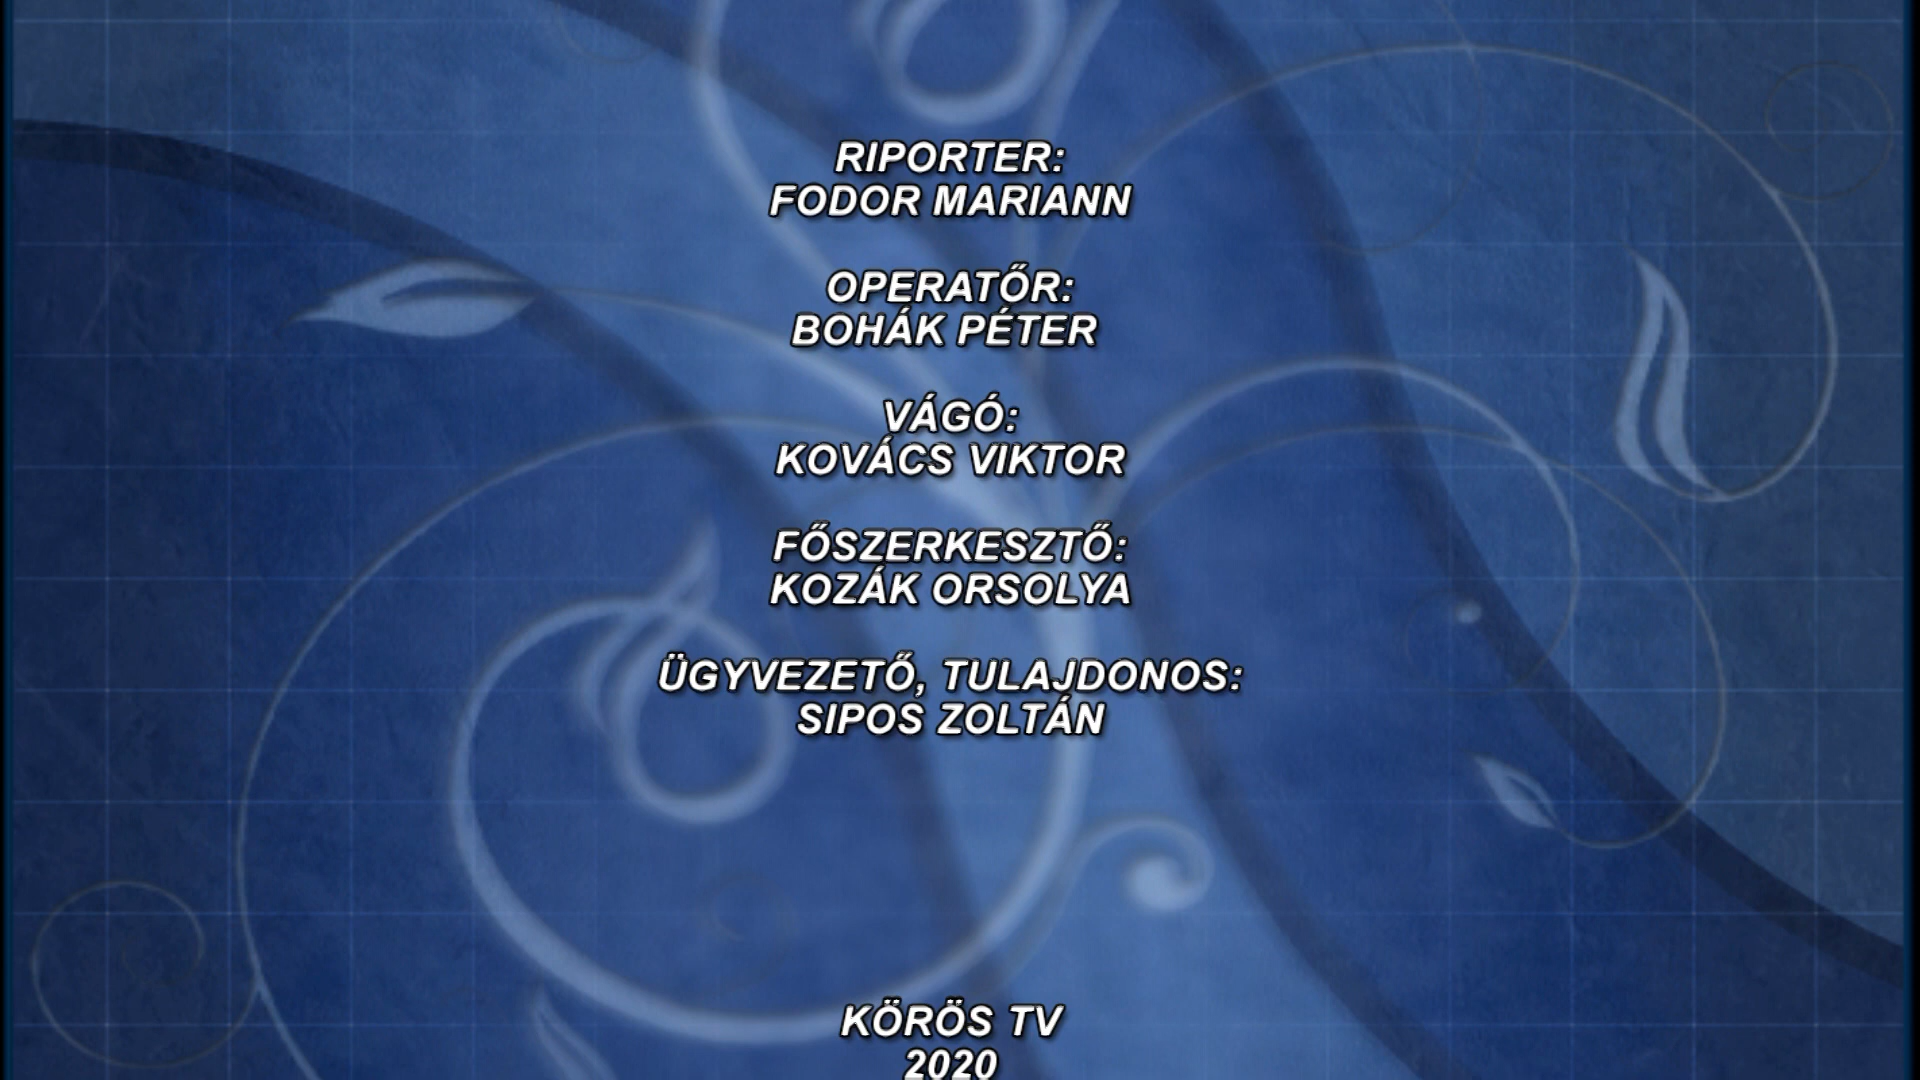 RIPORTER:
FODOR MARIANN
OPERATŐR:
BOHÁK PÉTER
VÁGÓ:
KOVÁCS VIKTOR
FŐSZERKESZTŐ:
KOZÁK ORSOLYA
ÜGYVEZETŐ, TULAJDONOS:
SIPOS ZOLTÁN
KÖRÖS TV
2020